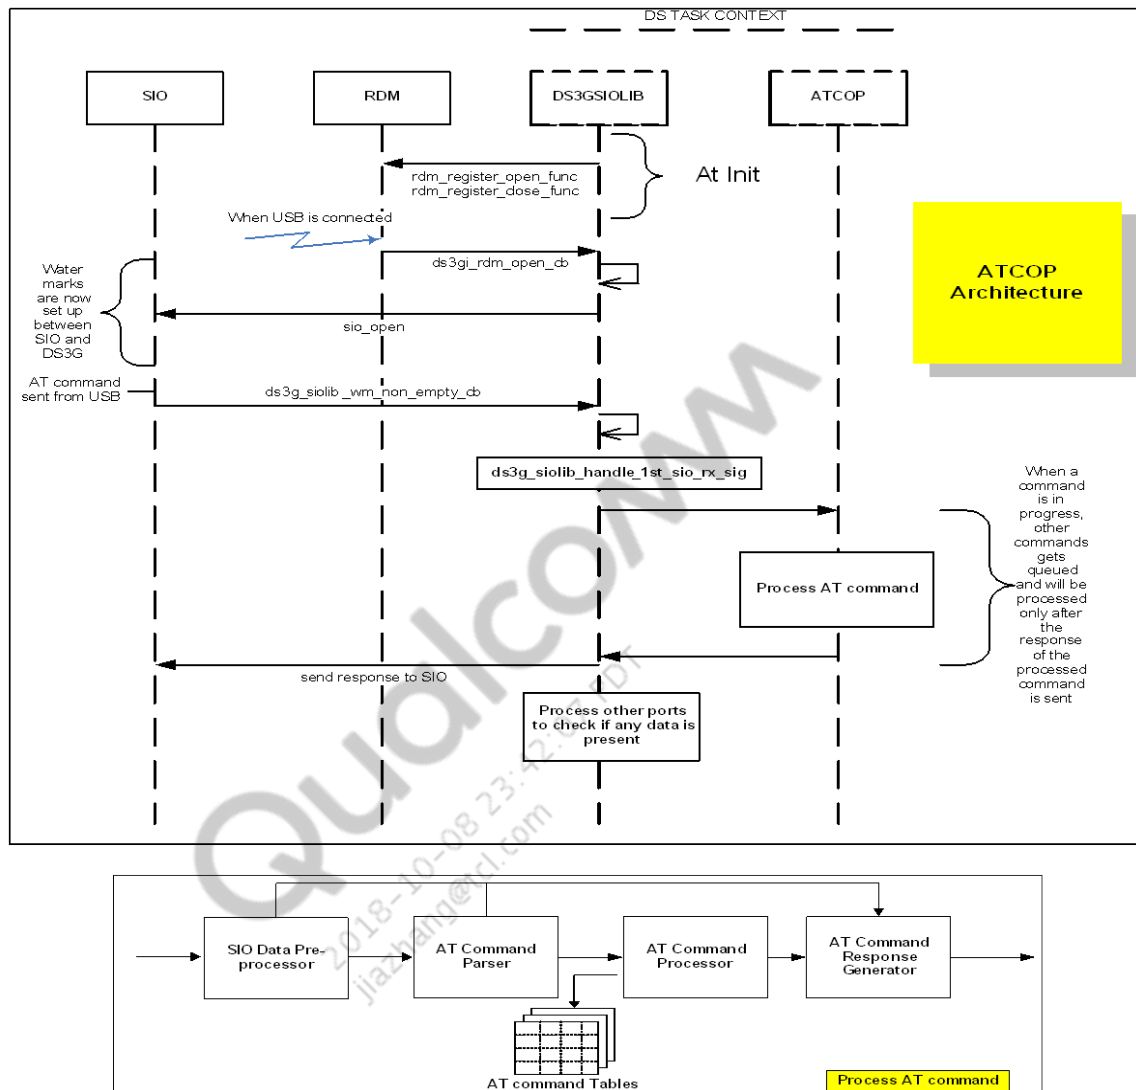 DS TASK CONTEXT
SIO
RDM
DS3GSIOLIB
ATCOP
rdm_register_open_func
rdm_register_close_func
At Init
When USB is connected
ds3gi_rdm_open_cb
Water
marks
are now
set up
between
SIO and
DS3G
sio_open
ATCOP
Architecture
AT command
sent from USB
ds3g_siolib _wm_non_empty_cb
ds3g_siolib_handle_1st_sio_rx_sig
When a
command
is in
progress,
other
commands
gets
queued
and will be
processed
only after
the
response
of the
processed
command
is sent
Process AT command
send response to SIO
Process other ports
to check if any data is
present
Qualcomm
2018-10-08 23:42:07 PDT
jiazhang@tcl.com
SIO Data Pre-
processor
AT Command
Parser
AT Command
Processor
AT Command
Response
Generator
AT command Tables
Process AT command